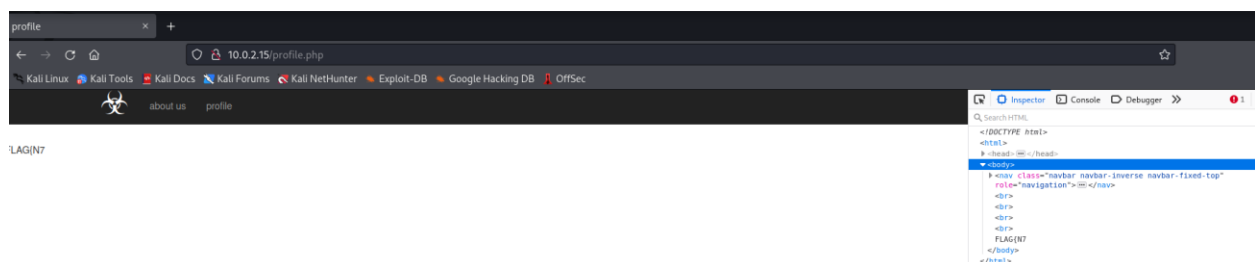 profile × +
10.0.2.15/profile.php
Kali Linux Kali Tools Kali Docs Kali Forums Kali NetHunter Exploit-DB Google Hacking DB OffSec
about us profile
FLAG{N7
Inspector Console Debugger 1
Search HTML
<!DOCTYPE html>
<html>
<head> </head>
<body>
<nav class="navbar navbar-inverse navbar-fixed-top"
role="navigation"> </nav>
<br>
<br>
<br>
<br>
FLAG{N7
</body>
</html>